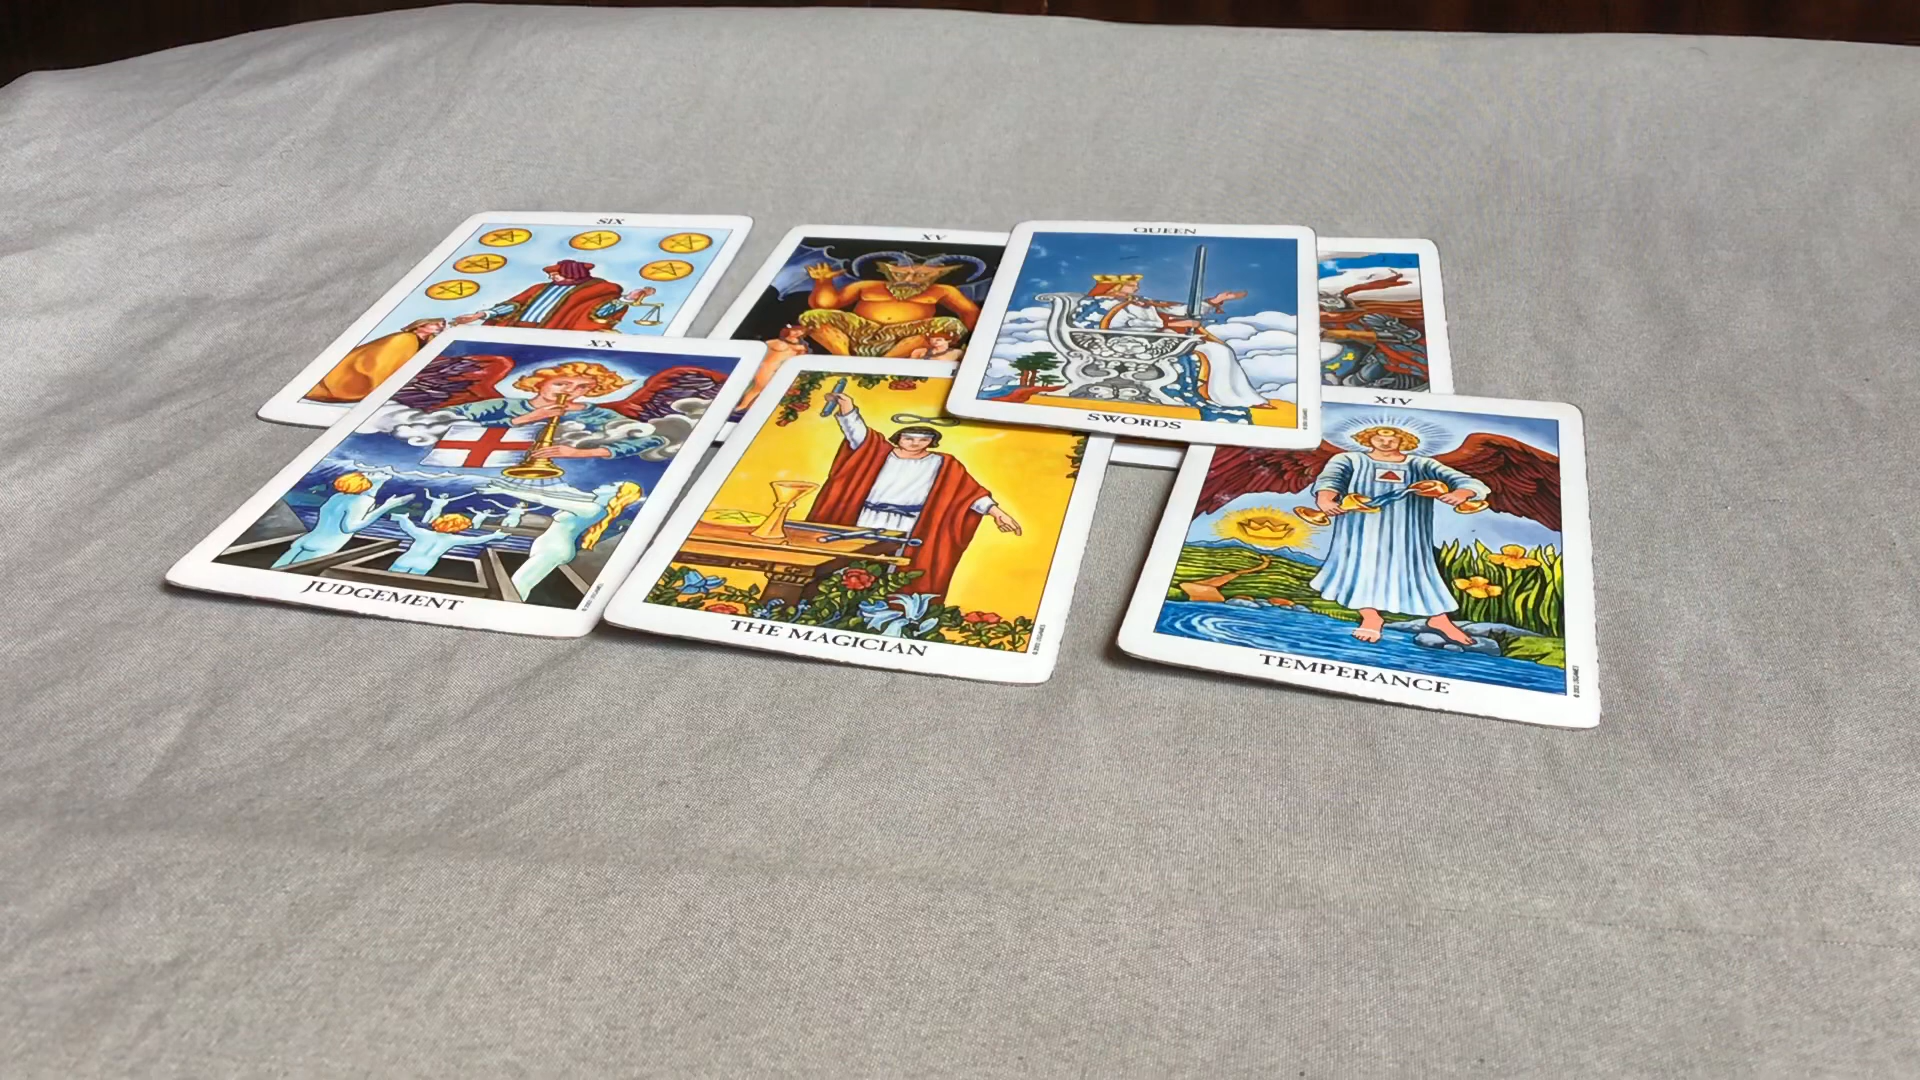 SIX
XV
QUEEN
SWORDS
XX
JUDGEMENT
THE MAGICIAN
XIV
TEMPERANCE